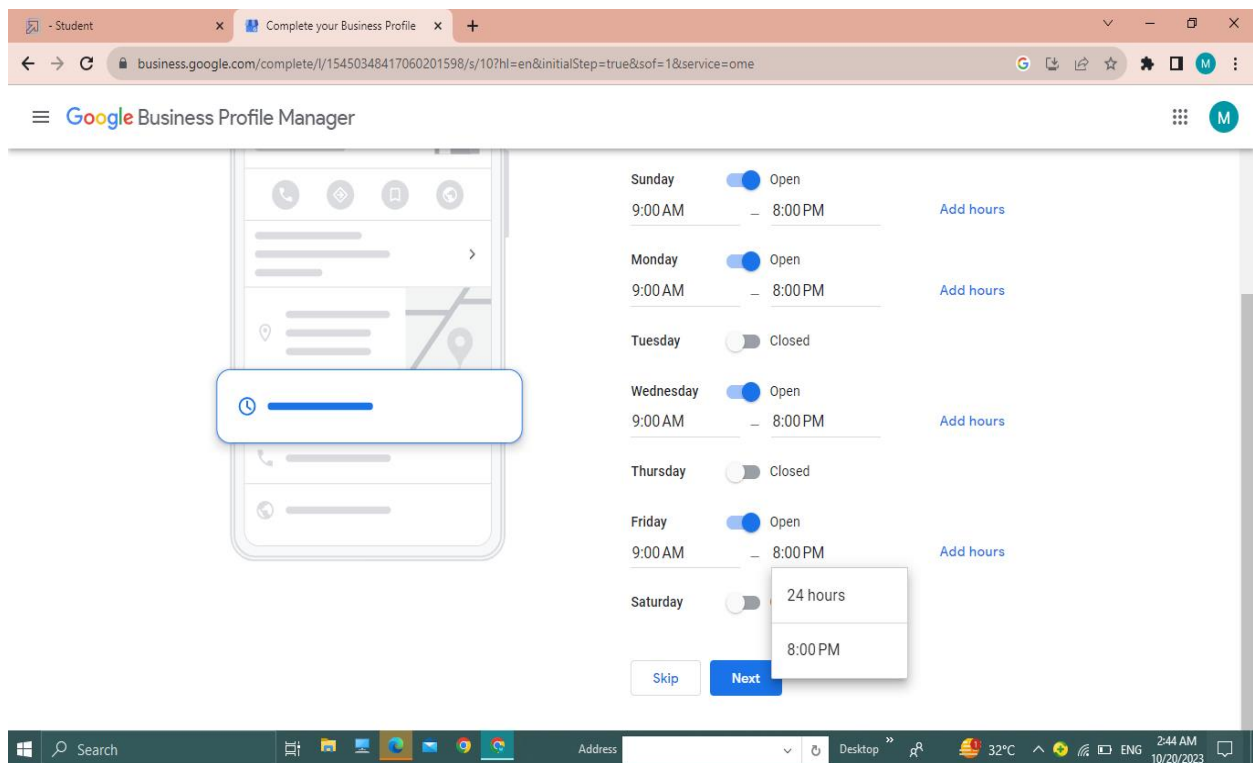 - Student
Complete your Business Profile
business.google.com/complete/l/15450348417060201598/s/10?hl=en&initialStep=true&sof=1&service=ome
M
Google Business Profile Manager
M
Sunday Open
9:00 AM – 8:00 PM Add hours
Monday Open
9:00 AM – 8:00 PM Add hours
Tuesday Closed
Wednesday Open
9:00 AM – 8:00 PM Add hours
Thursday Closed
Friday Open
9:00 AM – 8:00 PM Add hours
24 hours
Saturday
8:00 PM
Skip Next
Search Address Desktop » 32°C ENG 2:44 AM
10/20/2023